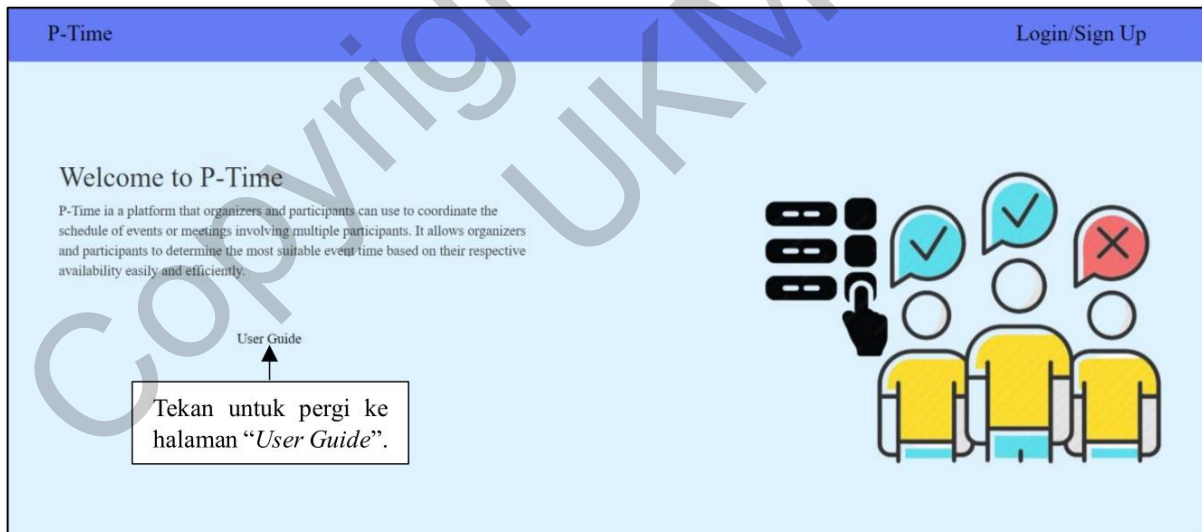 P-Time
Login/Sign Up
Welcome to P-Time
P-Time ia a platform that organizers and participants can use to coordinate the
schedule of events or meetings involving multiple participants. It allows organizers
and participants to determine the most suitable event time based on their respective
availability easily and efficiently.
User Guide
Tekan untuk pergi ke
halaman “User Guide”.
Copyrigh
UKM